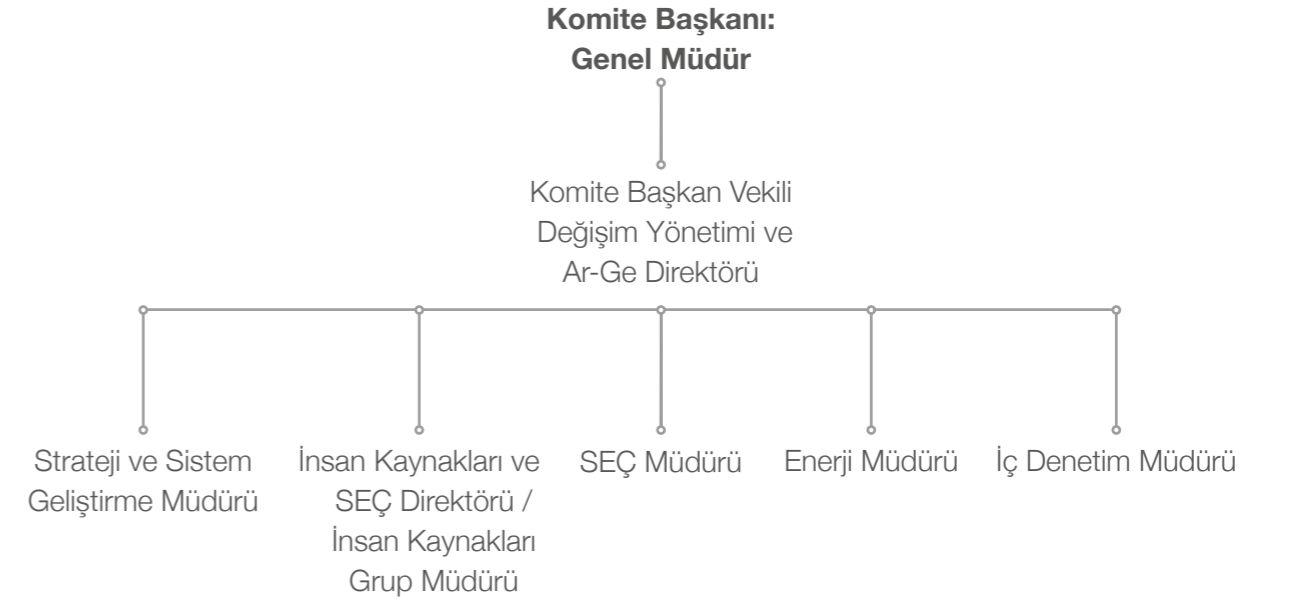 Komite Başkanı:
Genel Müdür
Komite Başkan Vekili
Değişim Yönetimi ve
Ar-Ge Direktörü
Strateji ve Sistem
Geliştirme Müdürü
İnsan Kaynakları ve
SEÇ Direktörü /
İnsan Kaynakları
Grup Müdürü
SEÇ Müdürü
Enerji Müdürü
İç Denetim Müdürü